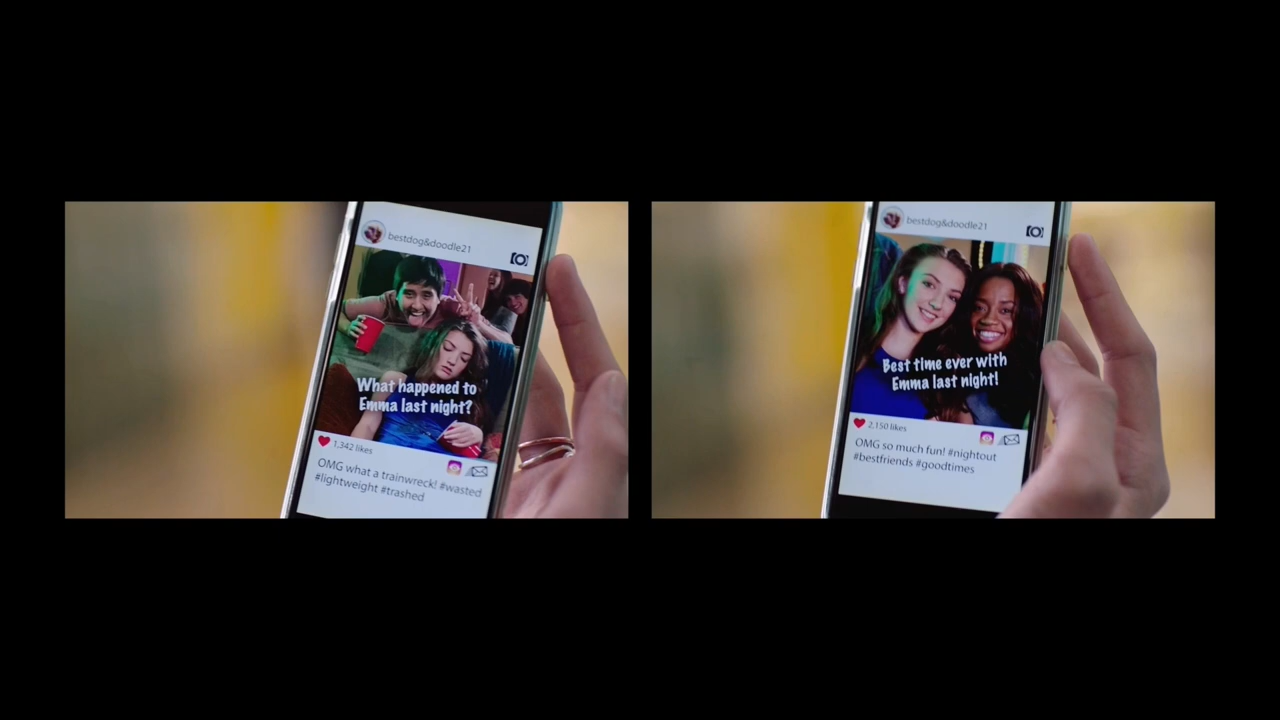 bestdog&doodle21
What happened to
Emma last night?
1,342 likes
OMG what a trainwreck! #wasted
#lightweight #trashed
bestdog&doodle21
Best time ever with
Emma last night!
2,150 likes
OMG so much fun! #nightout
#bestfriends #goodtimes